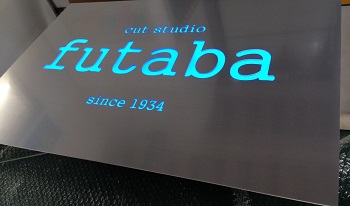 cut studio
futaba
since 1934